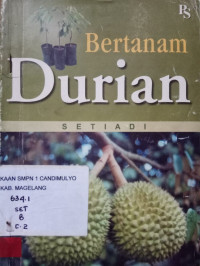 PS
Bertanam
Durian
SETIADI
KAAN SMPN 1 CANDIMULYO
KAB. MAGELANG
634.1
SET
B
C-2